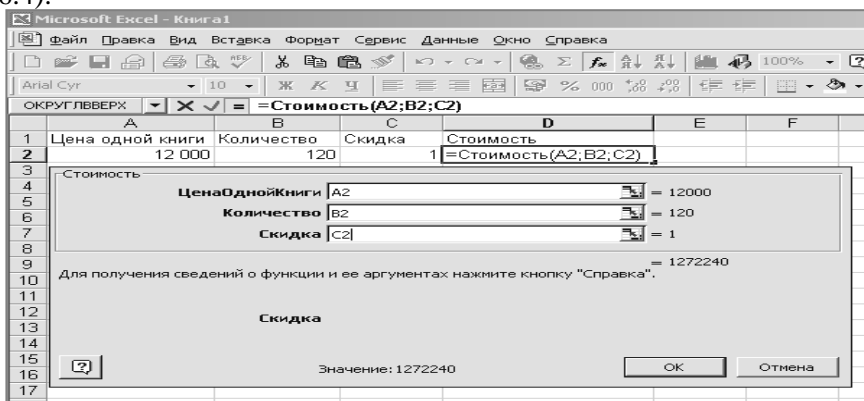 6.4).
Microsoft Excel - Книга1
Файл Правка Вид Вставка Формат Сервис Данные Окно Справка
100%
Arial Cyr 10 Ж К Ч % 000
ОКРУГЛВВЕРХ = =Стоимость(A2;B2;C2)
A B C D E F
1 Цена одной книги Количество Скидка Стоимость
2 12 000 120 1 =Стоимость(A2;B2;C2)
3
Стоимость
4
ЦенаОднойКниги A2 = 12000
5
6 Количество B2 = 120
7 Скидка C2 = 1
8
9 = 1272240
10 Для получения сведений о функции и ее аргументах нажмите кнопку "Справка".
11
12 Скидка
13
14
15
16 Значение: 1272240 ОК Отмена
17